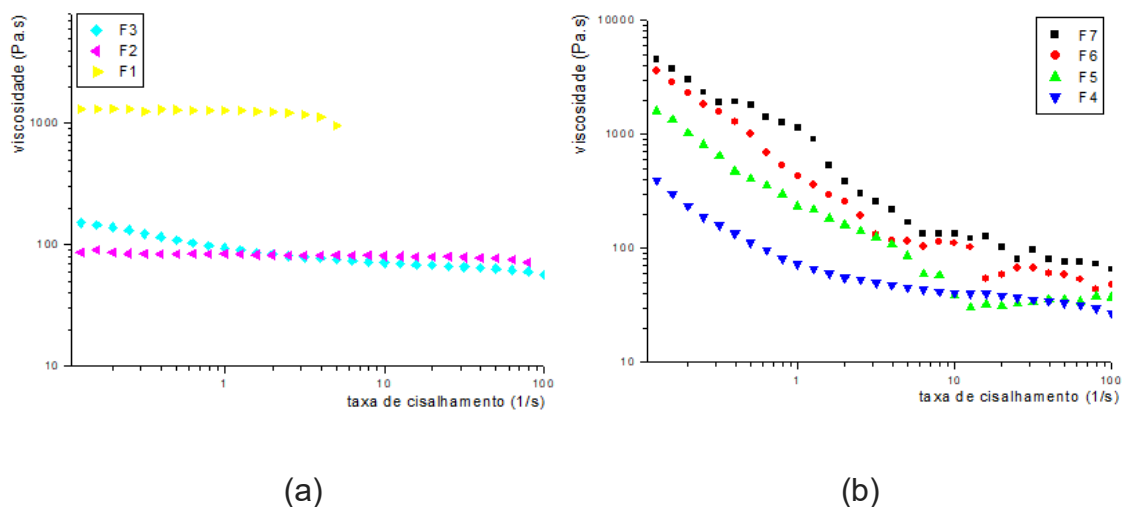 F3
F2
F1
viscosidade (Pa.s)
1000
100
10
1
10
100
taxa de cisalhamento (1/s)
(a)
10000
F7
F6
F5
F4
viscosidade (Pa.s)
1000
100
10
1
10
100
taxa de cisalhamento (1/s)
(b)